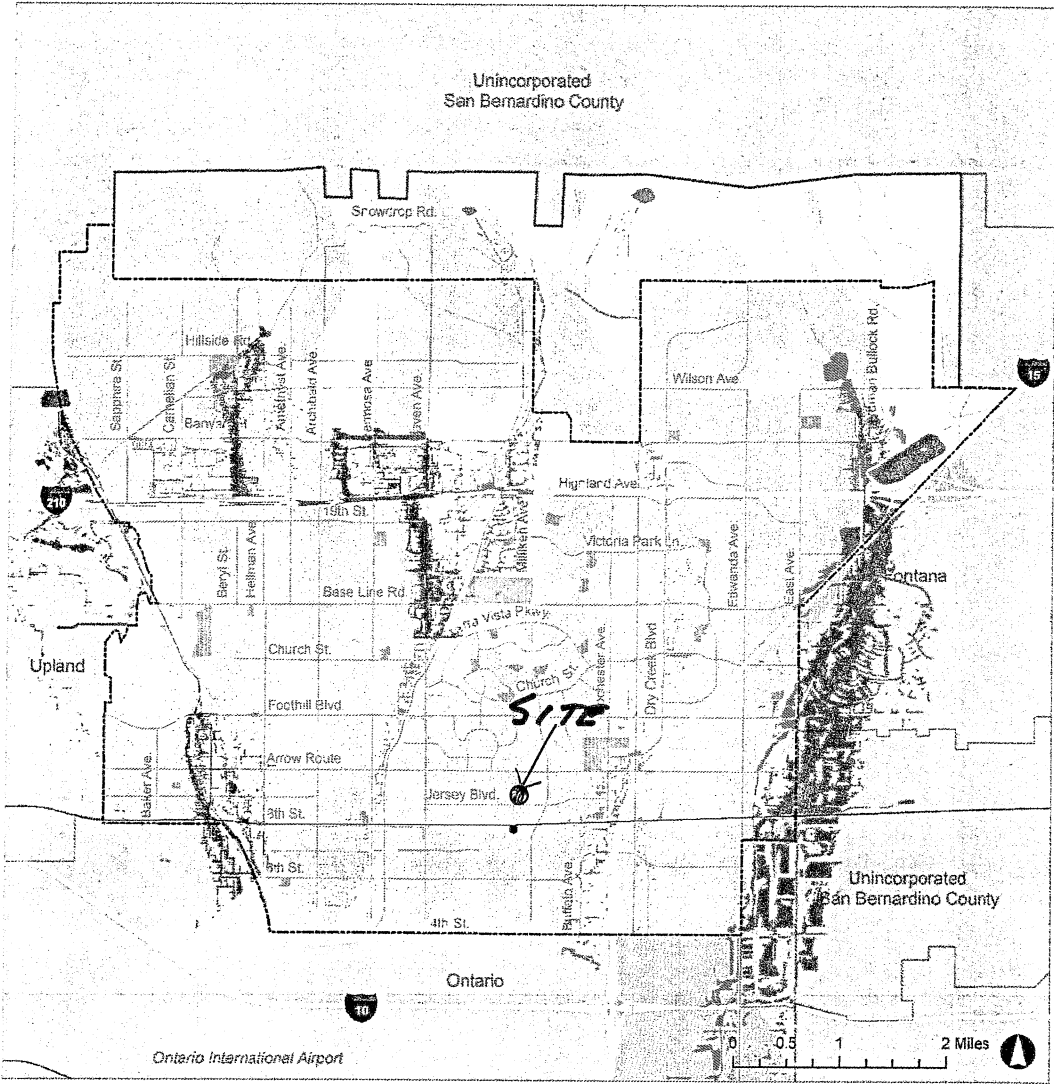 Unincorporated
San Bernardino County
Snowdrop Rd.
Hillside Rd.
Sapphire St.
Carnelian St.
Amethyst Ave.
Archibald Ave.
Wilson Ave.
15
210
19th St.
Highland Ave.
Milliken Ave.
Victoria Park Ln.
Beryl St.
Hellman Ave.
Base Line Rd.
Etiwanda Ave.
East Ave.
Fontana
Upland
Church St.
Church St.
Dry Creek Blvd
Foothill Blvd
SITE
Arrow Route
Baker Ave.
Jersey Blvd.
8th St.
6th St.
Buffalo Ave.
4th St.
Unincorporated
San Bernardino County
Ontario
10
Ontario International Airport
0 0.5 1 2 Miles